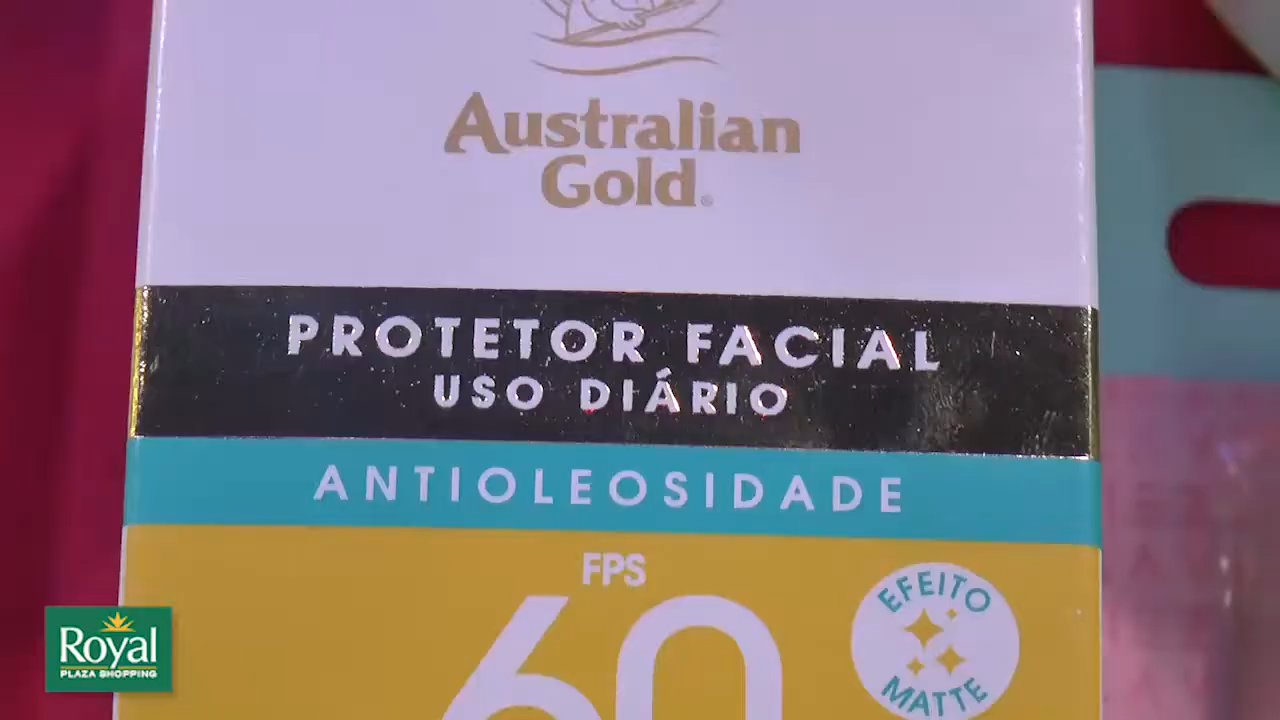 Australian
Gold®
PROTETOR FACIAL
USO DIÁRIO
ANTIOLEOSIDADE
FPS
60
EFEITO
MATTE
Royal
PLAZA SHOPPING